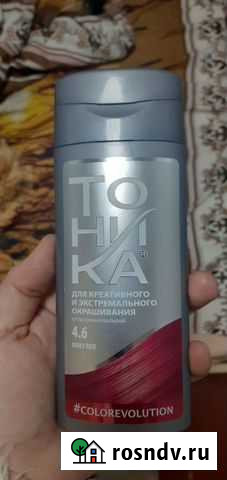 ТО
НИ
КА®
ДЛЯ КРЕАТИВНОГО
И ЭКСТРЕМАЛЬНОГО
ОКРАШИВАНИЯ
4.6
#COLOREVOLUTION
rosndv.ru